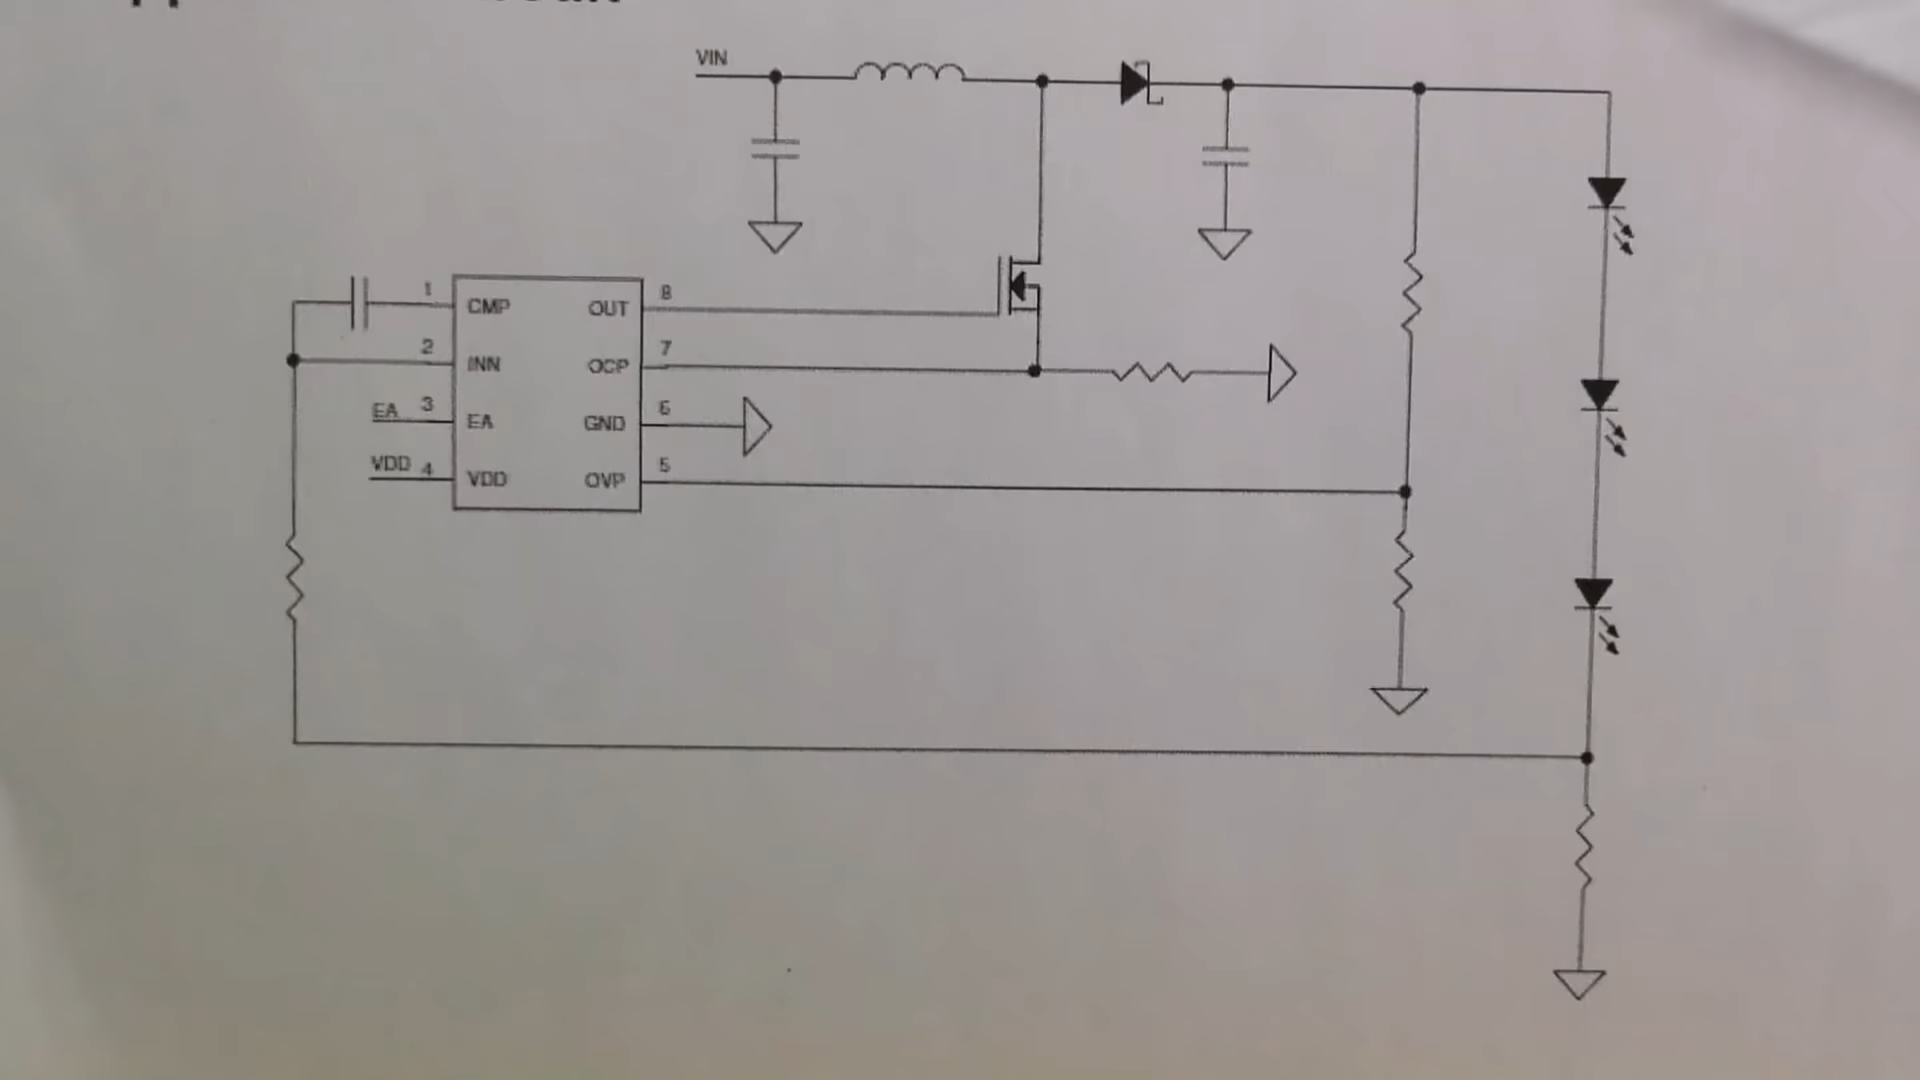 VIN
1 CMP OUT 8
2 INN OCP 7
EA 3 EA GND 6
VDD 4 VDD OVP 5